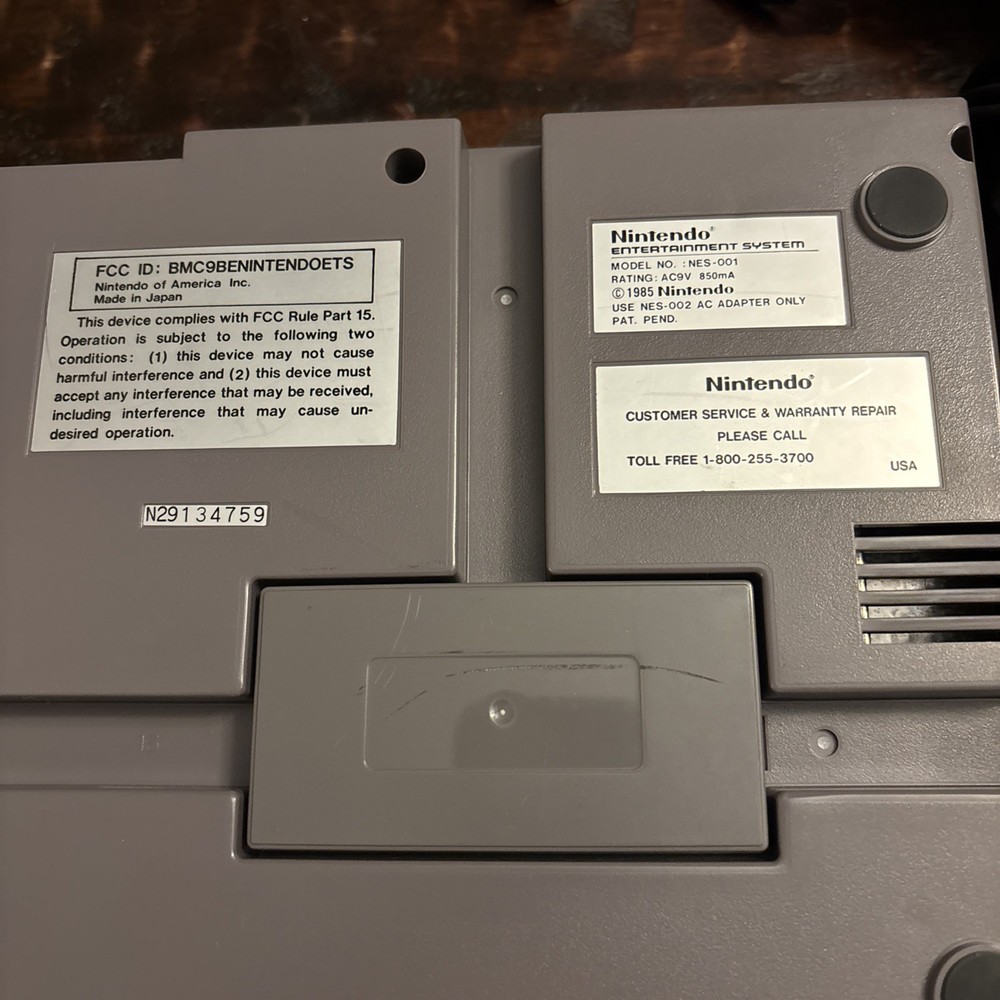 FCC ID: BMC9BENINTENDOETS
Nintendo of America Inc.
Made in Japan
This device complies with FCC Rule Part 15.
Operation is subject to the following two
conditions: (1) this device may not cause
harmful interference and (2) this device must
accept any interference that may be received,
including interference that may cause un-
desired operation.
N29134759
Nintendo®
ENTERTAINMENT SYSTEM
MODEL NO. : NES-001
RATING: AC9V 850mA
©1985 Nintendo
USE NES-002 AC ADAPTER ONLY
PAT. PEND.
Nintendo®
CUSTOMER SERVICE & WARRANTY REPAIR
PLEASE CALL
TOLL FREE 1-800-255-3700
USA